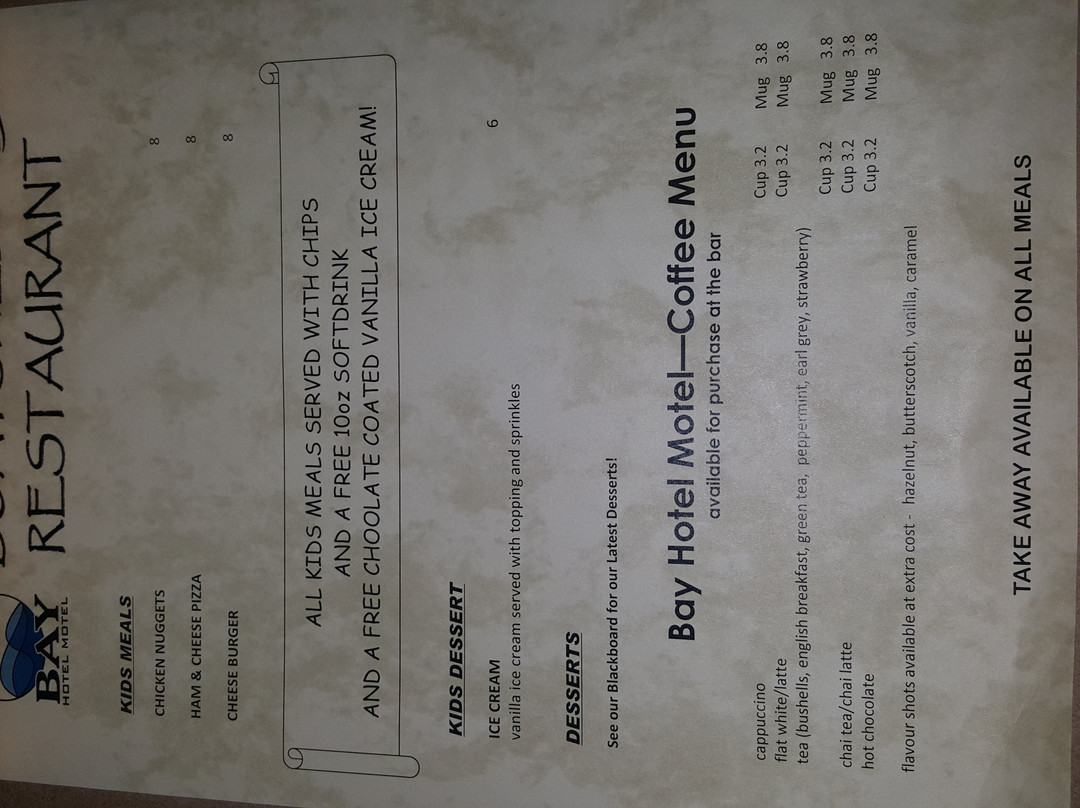 RESTAURANT
BAY
HOTEL MOTEL
KIDS MEALS
CHICKEN NUGGETS 8
HAM & CHEESE PIZZA 8
CHEESE BURGER 8
ALL KIDS MEALS SERVED WITH CHIPS
AND A FREE 10oz SOFTDRINK
AND A FREE CHOOLATE COATED VANILLA ICE CREAM!
KIDS DESSERT
ICE CREAM 6
vanilla ice cream served with topping and sprinkles
DESSERTS
See our Blackboard for our Latest Desserts!
Bay Hotel Motel—Coffee Menu
available for purchase at the bar
cappuccino Cup 3.2 Mug 3.8
flat white/latte Cup 3.2 Mug 3.8
tea (bushells, english breakfast, green tea, peppermint, earl grey, strawberry)
Cup 3.2 Mug 3.8
chai tea/chai latte Cup 3.2 Mug 3.8
hot chocolate Cup 3.2 Mug 3.8
flavour shots available at extra cost - hazelnut, butterscotch, vanilla, caramel
TAKE AWAY AVAILABLE ON ALL MEALS